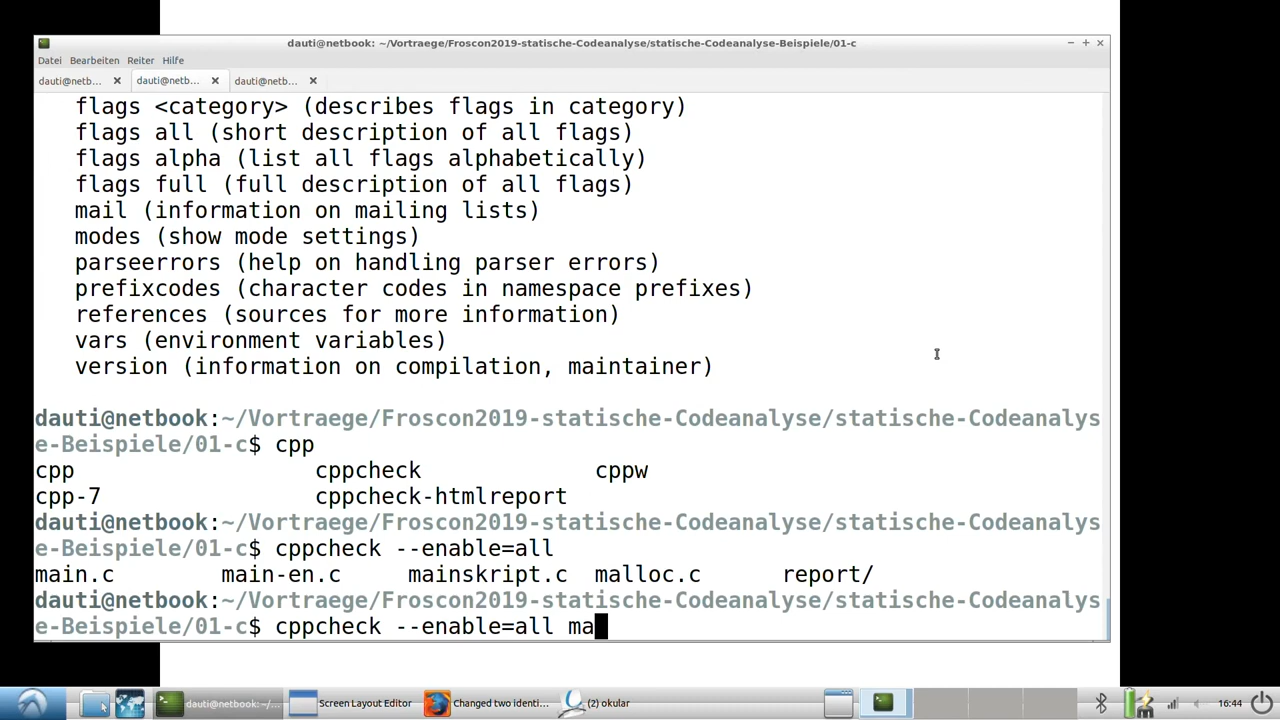 dauti@netbook: ~/Vortraege/Froscon2019-statische-Codeanalyse/statische-Codeanalyse-Beispiele/01-c
Datei Bearbeiten Reiter Hilfe
dauti@netb... dauti@netb... dauti@netb...
flags <category> (describes flags in category)
flags all (short description of all flags)
flags alpha (list all flags alphabetically)
flags full (full description of all flags)
mail (information on mailing lists)
modes (show mode settings)
parseerrors (help on handling parser errors)
prefixcodes (character codes in namespace prefixes)
references (sources for more information)
vars (environment variables)
version (information on compilation, maintainer)
dauti@netbook:~/Vortraege/Froscon2019-statische-Codeanalyse/statische-Codeanalys
e-Beispiele/01-c$ cpp
cpp cppcheck cppw
cpp-7 cppcheck-htmlreport
dauti@netbook:~/Vortraege/Froscon2019-statische-Codeanalyse/statische-Codeanalys
e-Beispiele/01-c$ cppcheck --enable=all
main.c main-en.c mainskript.c malloc.c report/
dauti@netbook:~/Vortraege/Froscon2019-statische-Codeanalyse/statische-Codeanalys
e-Beispiele/01-c$ cppcheck --enable=all ma
dauti@netbook: ~/... Screen Layout Editor Changed two identi... (2) okular 16:44